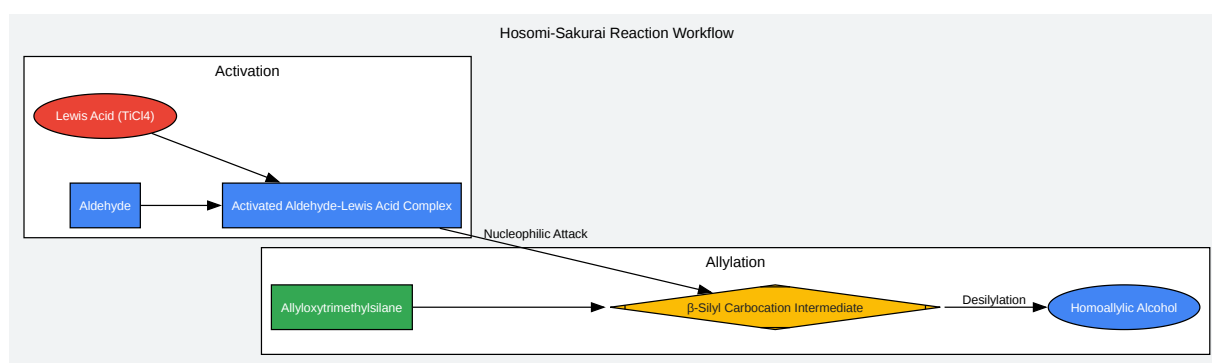 Hosomi-Sakurai Reaction Workflow
Activation
Lewis Acid (TiCl4)
Aldehyde
Activated Aldehyde-Lewis Acid Complex
Nucleophilic Attack
Allylation
Allyloxytrimethylsilane
β-Silyl Carbocation Intermediate
Desilylation
Homoallylic Alcohol